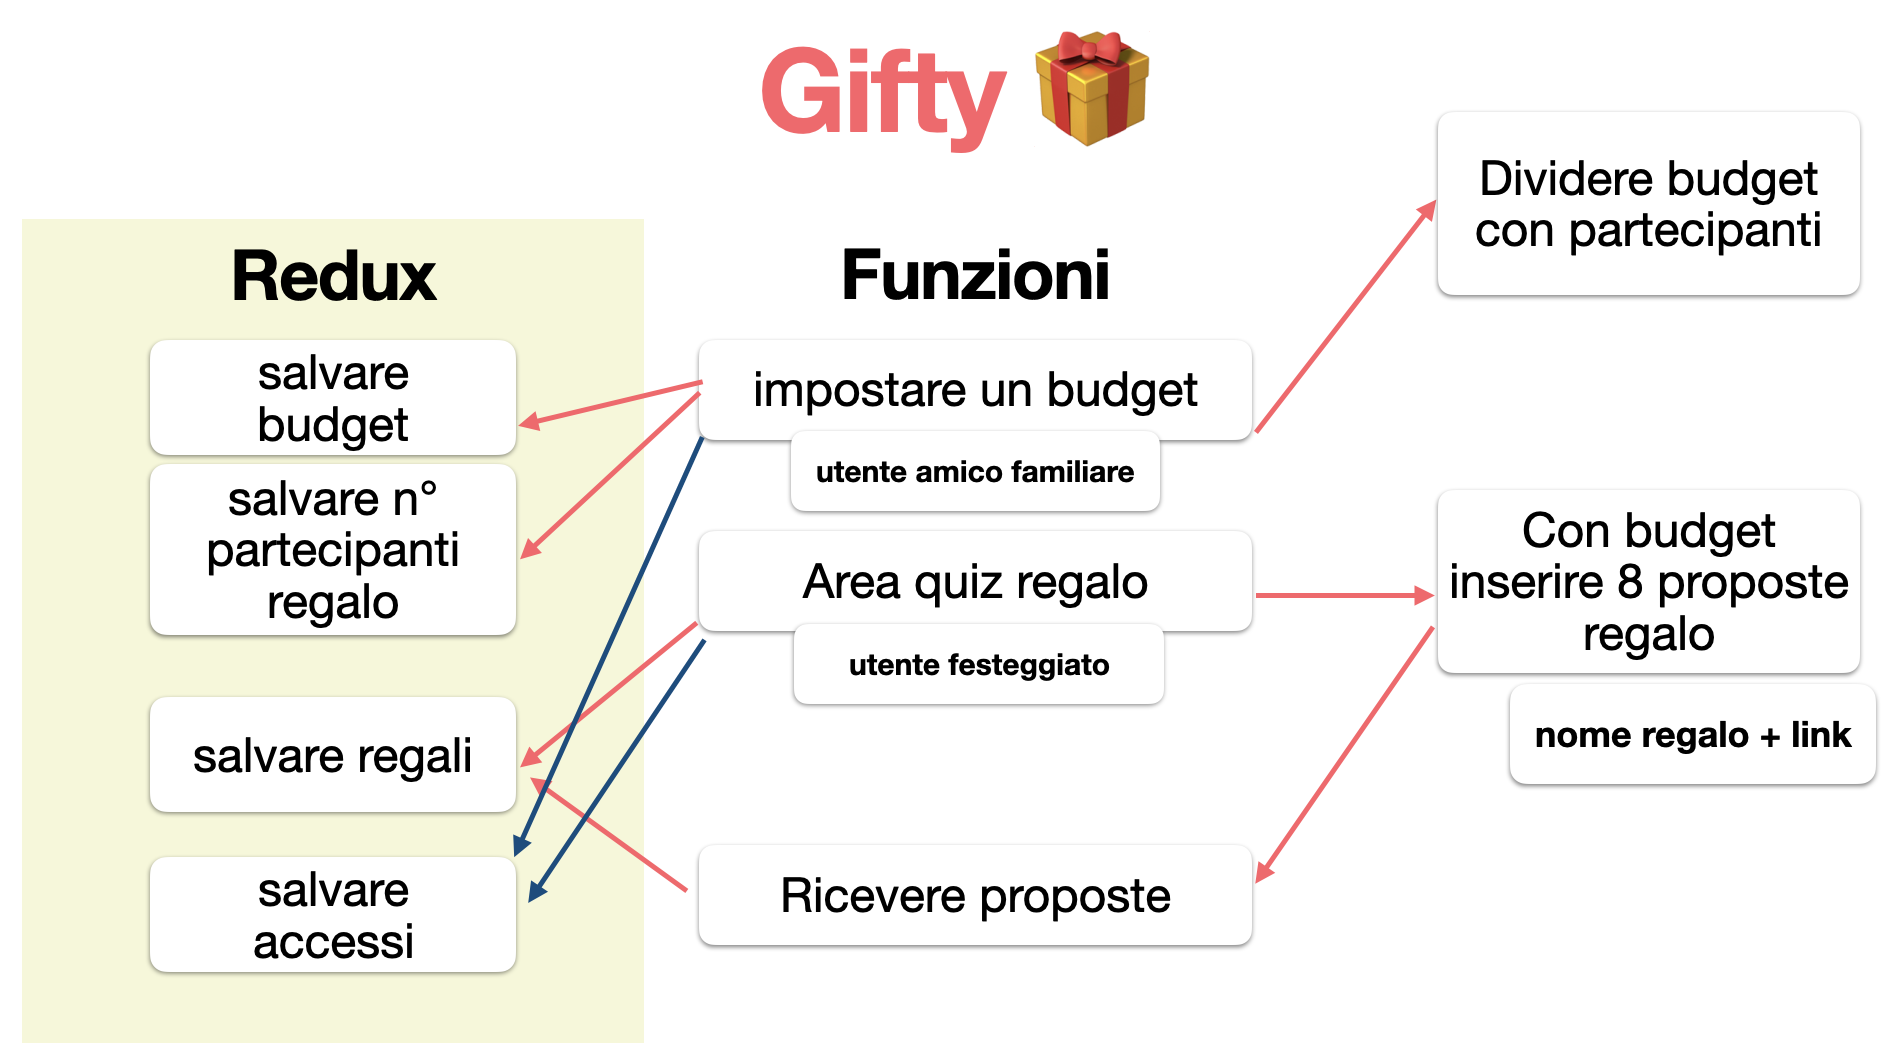 Gifty
Redux
salvare
budget
salvare n°
partecipanti
regalo
salvare regali
salvare
accessi
Funzioni
impostare un budget
utente amico familiare
Area quiz regalo
utente festeggiato
Ricevere proposte
Dividere budget
con partecipanti
Con budget
inserire 8 proposte
regalo
nome regalo + link